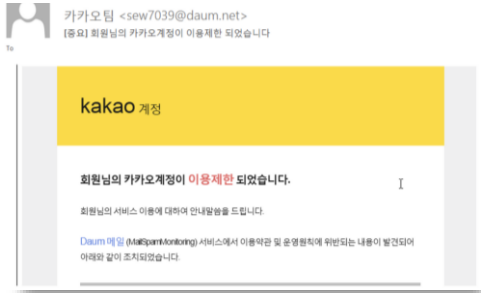 카카오팀 <sew7039@daum.net>
[중요] 회원님의 카카오계정이 이용제한 되었습니다
To
kakao 계정
회원님의 카카오계정이 이용제한 되었습니다.
회원님의 서비스 이용에 대하여 안내말씀을 드립니다.
Daum 메일 (MailSpamMonitoring) 서비스에서 이용약관 및 운영원칙에 위반되는 내용이 발견되어
아래와 같이 조치되었습니다.